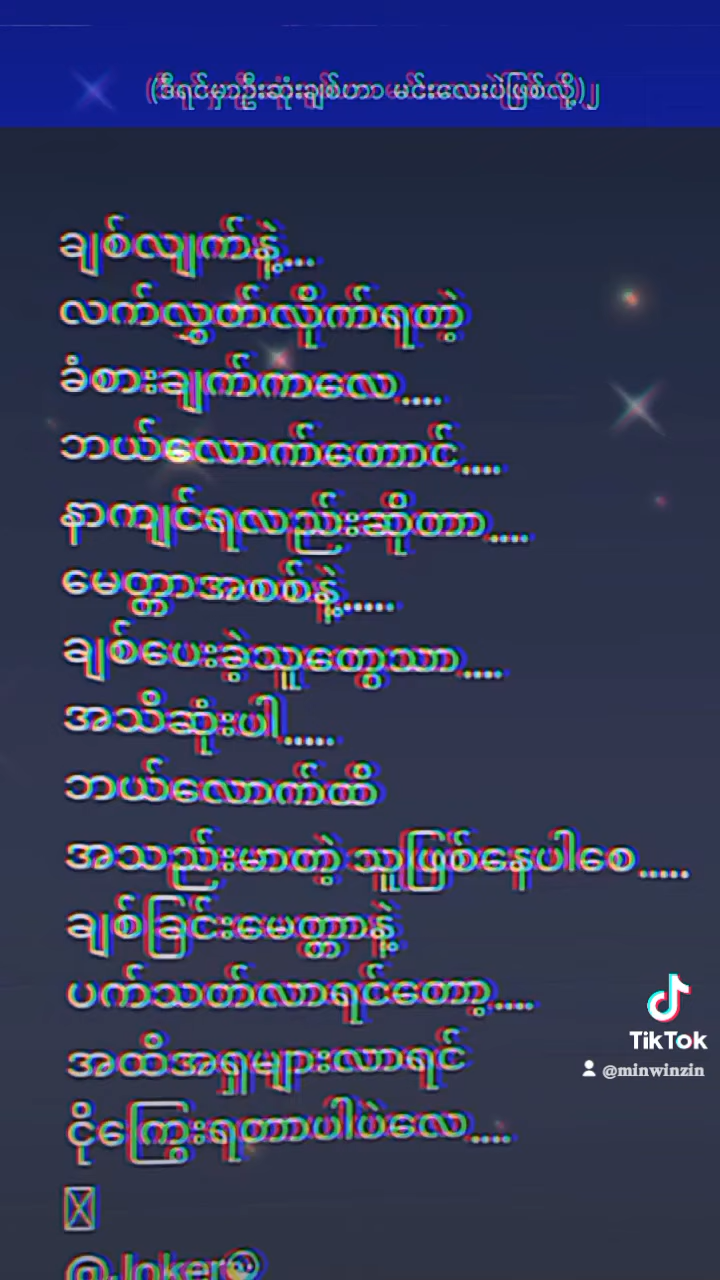 (ဒီရင်မှာဦးဆုံးချစ်ဟာ မင်းလေးပဲဖြစ်လို့)၂
ချစ်လျက်နဲ့....
လက်လွှတ်လိုက်ရတဲ့
ခံစားချက်ကလေ....
ဘယ်လောက်တောင်....
နာကျင်ရလည်းဆိုတာ....
မေတ္တာအစစ်နဲ့......
ချစ်ပေးခဲ့သူတွေသာ....
အသိဆုံးပါ.....
ဘယ်လောက်ထိ
အသည်းမာတဲ့ သူဖြစ်နေပါစေ.....
ချစ်ခြင်းမေတ္တာနဲ့
ပက်သတ်လာရင်တော့....
အထိအရှများလာရင်
ငိုကြွေးရတာပါပဲလေ....
@Joker
TikTok
@minwinzin